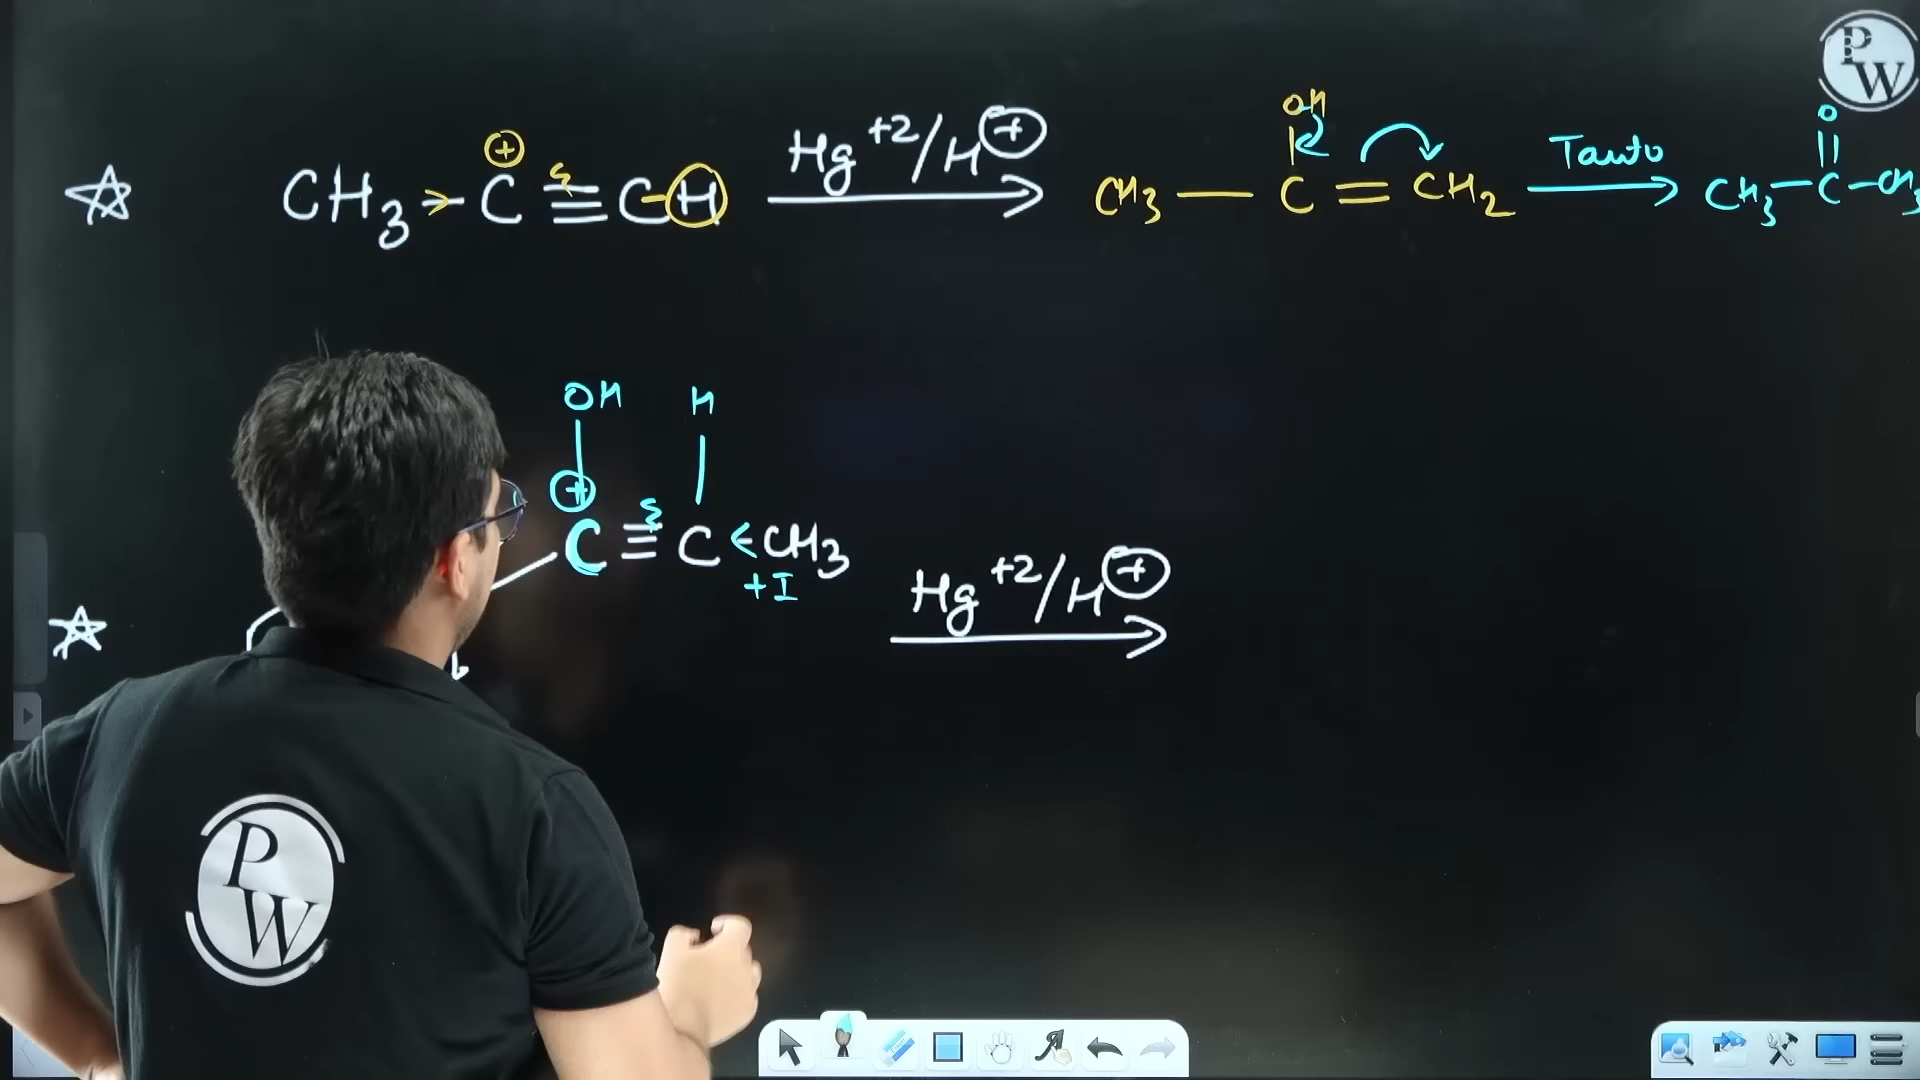 PW
CH3 > C⊕ ≡ C-H Hg+2/H⊕ → CH3 — C(OH) = CH2 Tauto → CH3 — C(=O) — CH3
OH H
⊕
C ≡ C < CH3
+I
Hg+2/H⊕
PW